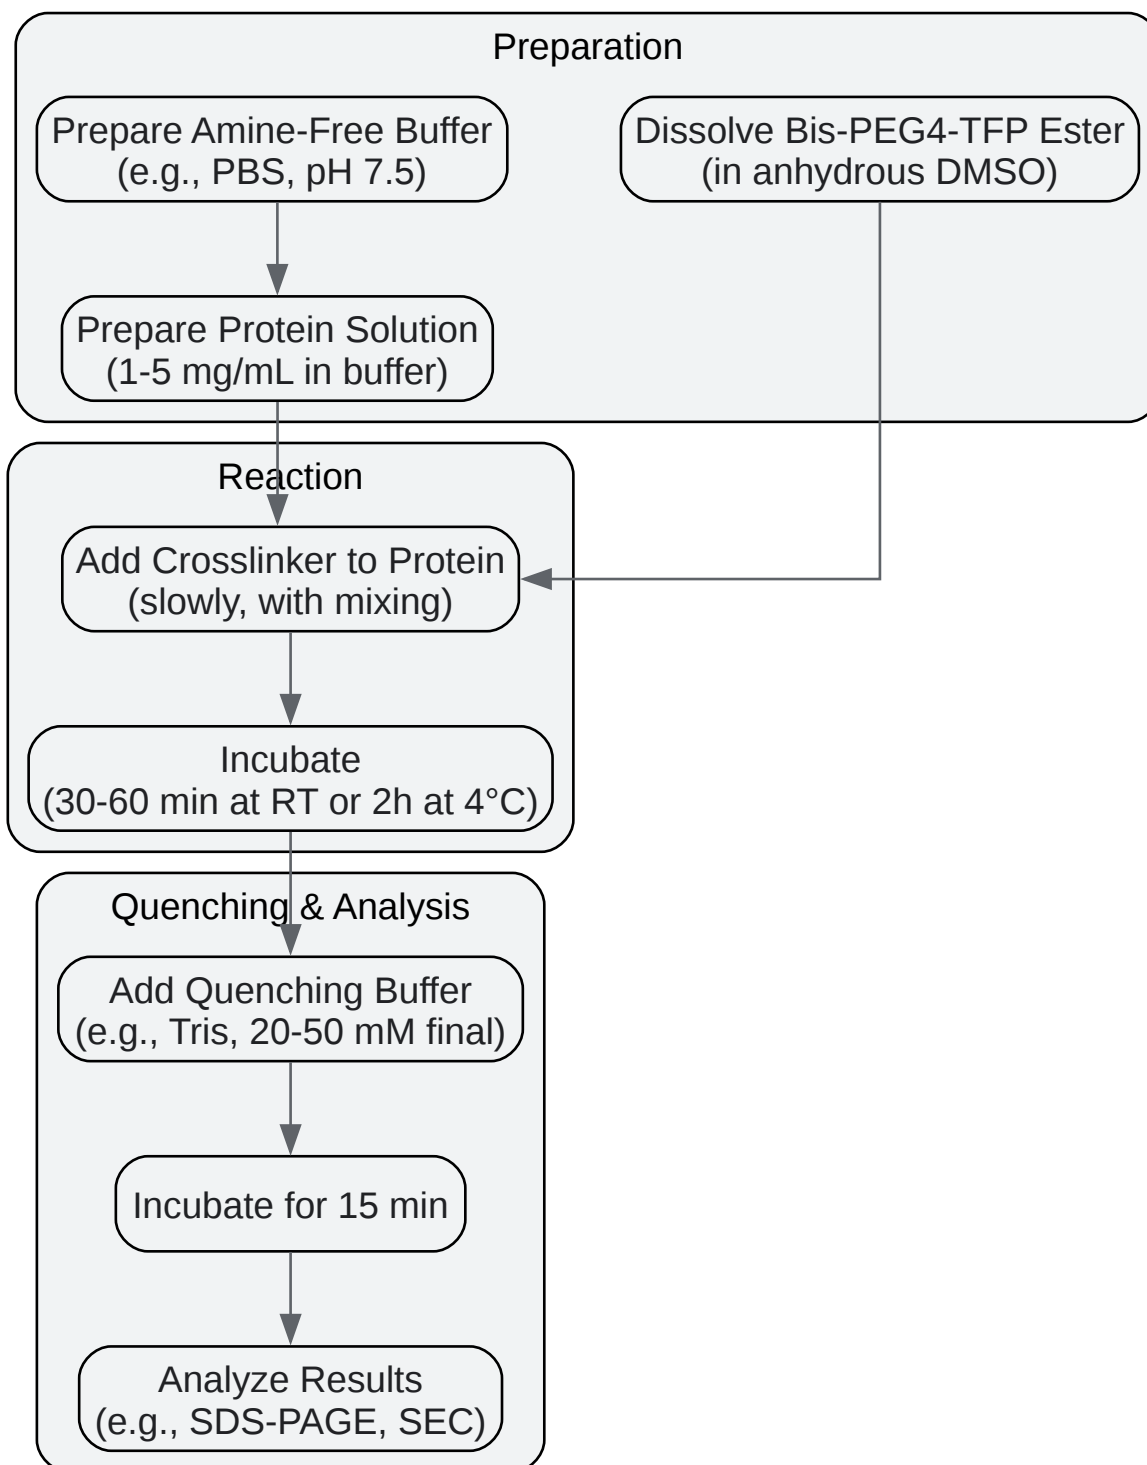 Preparation
Prepare Amine-Free Buffer
(e.g., PBS, pH 7.5)
Dissolve Bis-PEG4-TFP Ester
(in anhydrous DMSO)
Prepare Protein Solution
(1-5 mg/mL in buffer)
Reaction
Add Crosslinker to Protein
(slowly, with mixing)
Incubate
(30-60 min at RT or 2h at 4°C)
Quenching & Analysis
Add Quenching Buffer
(e.g., Tris, 20-50 mM final)
Incubate for 15 min
Analyze Results
(e.g., SDS-PAGE, SEC)